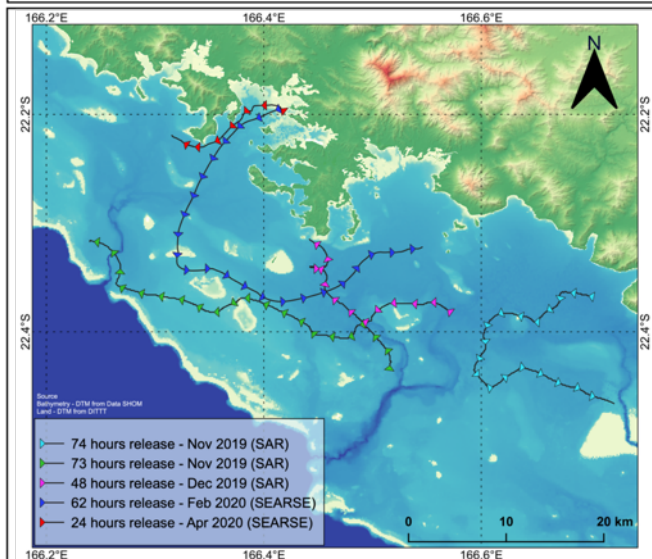 166.2°E 166.4°E 166.6°E
N
22.2°S 22.2°S
22.4°S 22.4°S
Source
Bathymetry - DTM from Data SHOM
Land - DTM from DITTT
74 hours release - Nov 2019 (SAR)
73 hours release - Nov 2019 (SAR)
48 hours release - Dec 2019 (SAR)
62 hours release - Feb 2020 (SEARSE)
24 hours release - Apr 2020 (SEARSE)
0 10 20 km
166.2°E 166.4°E 166.6°E